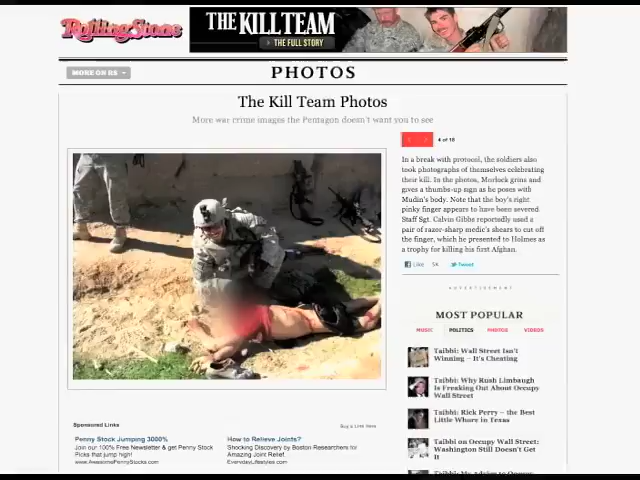 RollingStone
THE KILL TEAM
THE FULL STORY
MORE ON RS
PHOTOS
The Kill Team Photos
More war crime images the Pentagon doesn't want you to see
4 of 18
In a break with protocol, the soldiers also
took photographs of themselves celebrating
their kill. In the photos, Morlock grins and
gives a thumbs-up sign as he poses with
Mudin's body. Note that the boy's right
pinky finger appears to have been severed.
Staff Sgt. Calvin Gibbs reportedly used a
pair of razor-sharp medic's shears to cut off
the finger, which he presented to Holmes as
a trophy for killing his first Afghan.
Like 5k Tweet
ADVERTISEMENT
MOST POPULAR
MUSIC POLITICS PHOTOS VIDEOS
Taibbi: Wall Street Isn't
Winning – It's Cheating
Taibbi: Why Rush Limbaugh
Is Freaking Out About Occupy
Wall Street
Taibbi: Rick Perry – the Best
Little Whore in Texas
Taibbi on Occupy Wall Street:
Washington Still Doesn't Get
It
Sponsored Links
Buy a Link Here
Penny Stock Jumping 3000%
Join our 100% Free Newsletter & get Penny Stock
Picks that jump high!
www.AwesomePennyStocks.com
How to Relieve Joints?
Shocking Discovery by Boston Researchers for
Amazing Joint Relief.
EverydayLifestyles.com